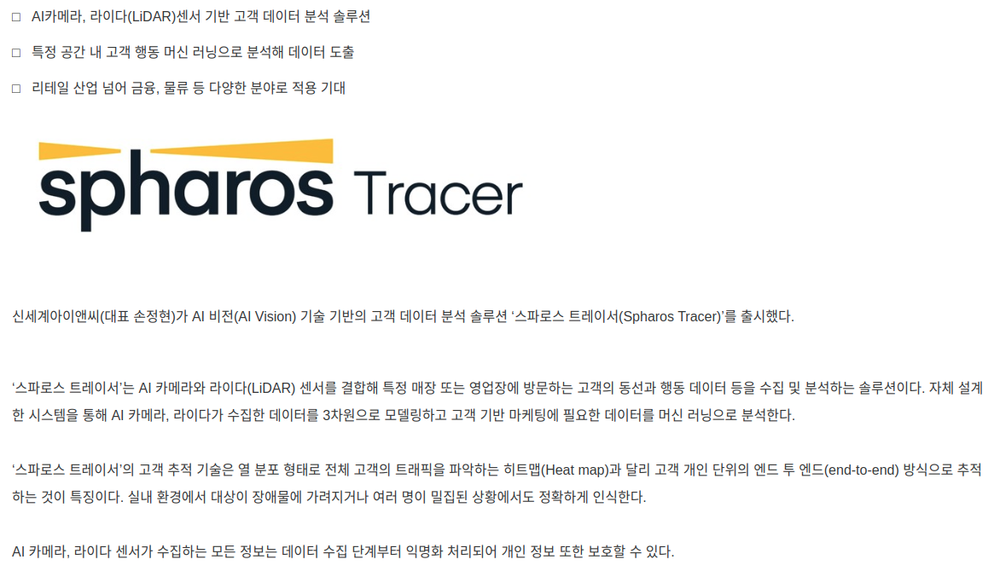 □ AI카메라, 라이다(LiDAR)센서 기반 고객 데이터 분석 솔루션
□ 특정 공간 내 고객 행동 머신 러닝으로 분석해 데이터 도출
□ 리테일 산업 넘어 금융, 물류 등 다양한 분야로 적용 기대
spharos Tracer
신세계아이앤씨(대표 손정현)가 AI 비전(AI Vision) 기술 기반의 고객 데이터 분석 솔루션 ‘스파로스 트레이서(Spharos Tracer)’를 출시했다.
‘스파로스 트레이서’는 AI 카메라와 라이다(LiDAR) 센서를 결합해 특정 매장 또는 영업장에 방문하는 고객의 동선과 행동 데이터 등을 수집 및 분석하는 솔루션이다. 자체 설계
한 시스템을 통해 AI 카메라, 라이다가 수집한 데이터를 3차원으로 모델링하고 고객 기반 마케팅에 필요한 데이터를 머신 러닝으로 분석한다.
‘스파로스 트레이서’의 고객 추적 기술은 열 분포 형태로 전체 고객의 트래픽을 파악하는 히트맵(Heat map)과 달리 고객 개인 단위의 엔드 투 엔드(end-to-end) 방식으로 추적
하는 것이 특징이다. 실내 환경에서 대상이 장애물에 가려지거나 여러 명이 밀집된 상황에서도 정확하게 인식한다.
AI 카메라, 라이다 센서가 수집하는 모든 정보는 데이터 수집 단계부터 익명화 처리되어 개인 정보 또한 보호할 수 있다.